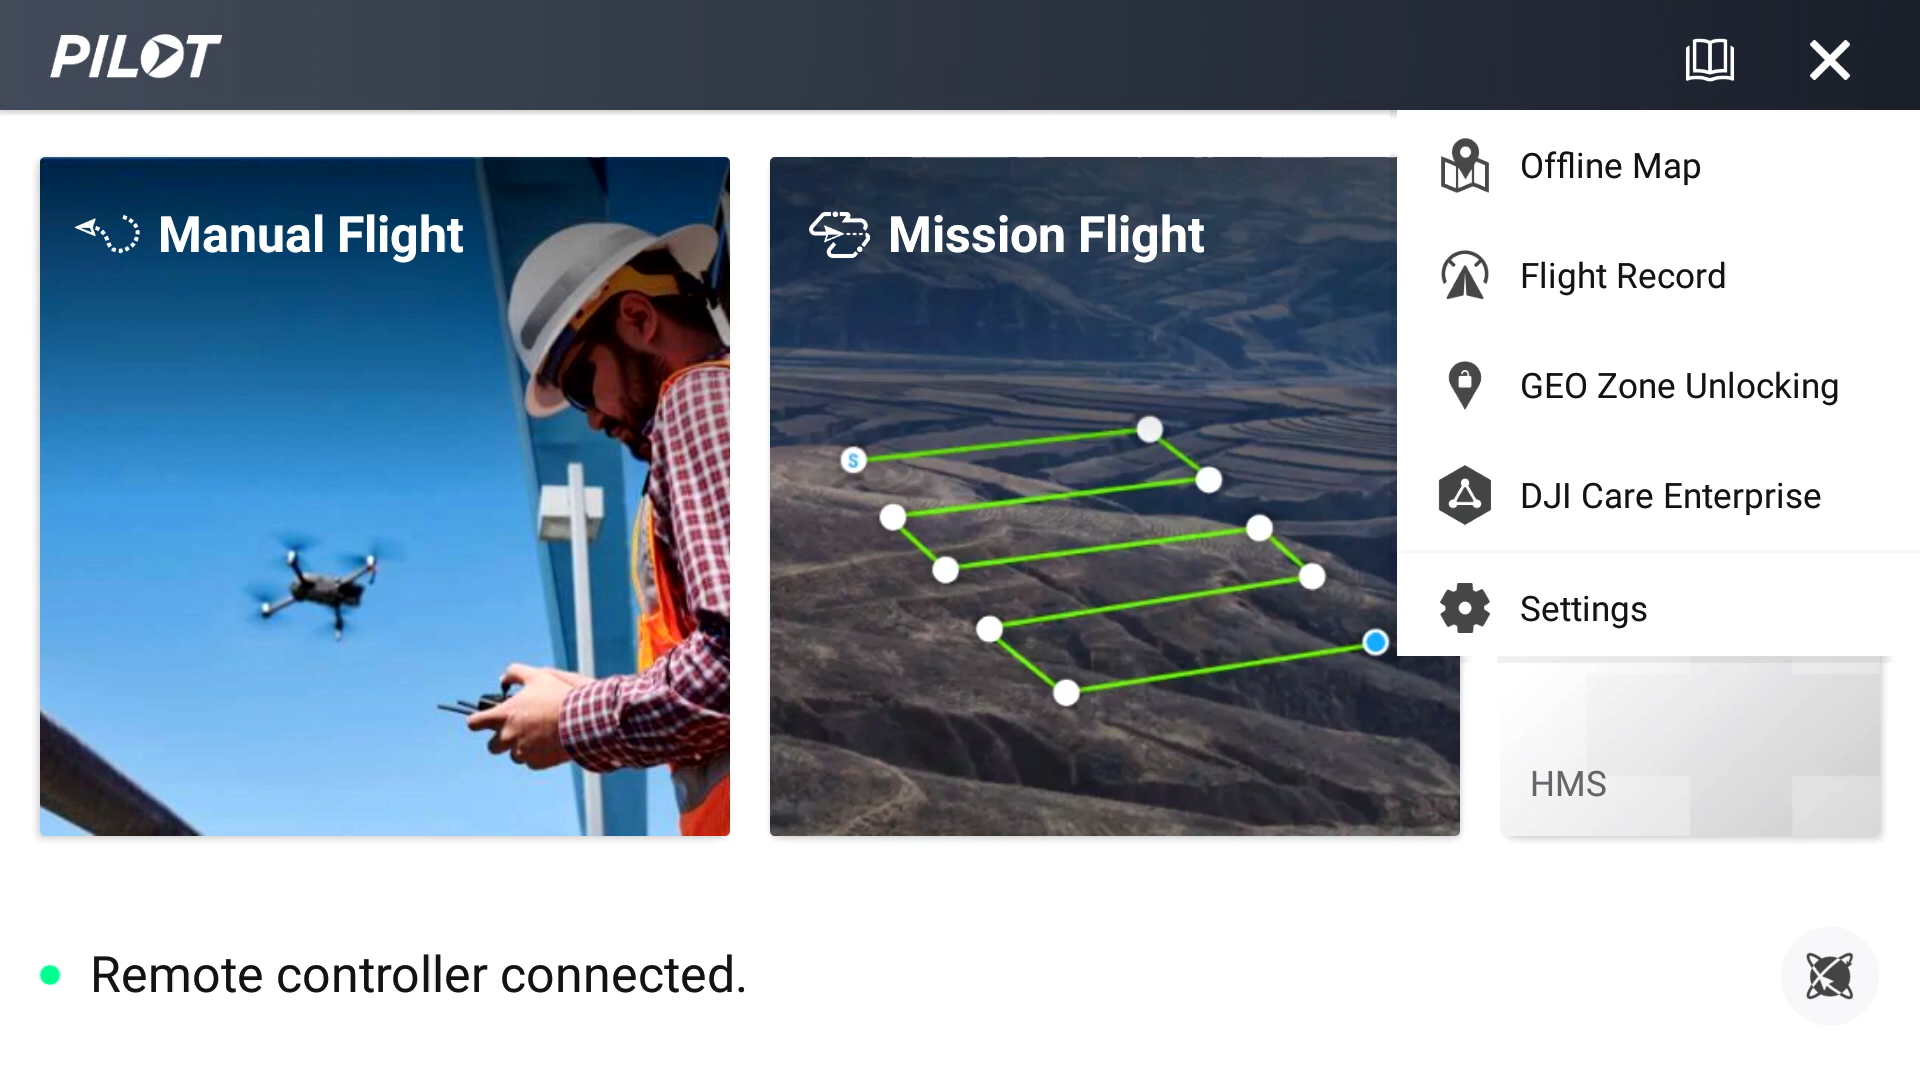 PILOT
Manual Flight
Mission Flight
S
Offline Map
Flight Record
GEO Zone Unlocking
DJI Care Enterprise
Settings
HMS
Remote controller connected.